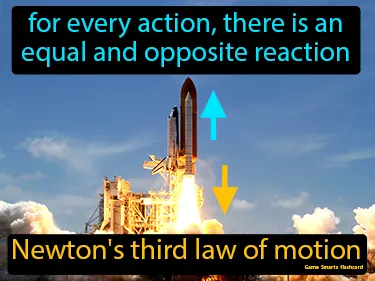 for every action, there is an
equal and opposite reaction
Newton's third law of motion
Game Smartz flashcard